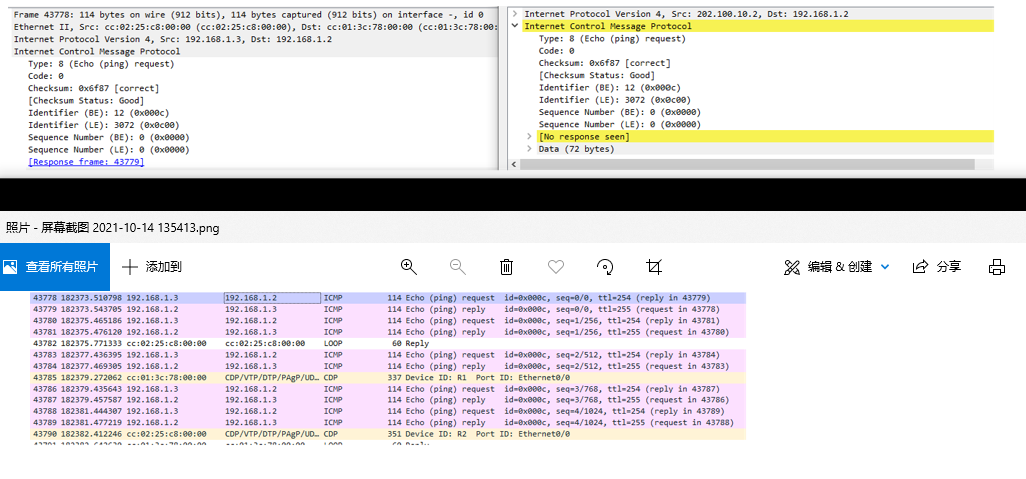 Frame 43778: 114 bytes on wire (912 bits), 114 bytes captured (912 bits) on interface -, id 0
Ethernet II, Src: cc:02:25:c8:00:00 (cc:02:25:c8:00:00), Dst: cc:01:3c:78:00:00 (cc:01:3c:78:00:
Internet Protocol Version 4, Src: 192.168.1.3, Dst: 192.168.1.2
Internet Control Message Protocol
Type: 8 (Echo (ping) request)
Code: 0
Checksum: 0x6f87 [correct]
[Checksum Status: Good]
Identifier (BE): 12 (0x000c)
Identifier (LE): 3072 (0x0c00)
Sequence Number (BE): 0 (0x0000)
Sequence Number (LE): 0 (0x0000)
[Response frame: 43779]
Internet Protocol Version 4, Src: 202.100.10.2, Dst: 192.168.1.2
Internet Control Message Protocol
Type: 8 (Echo (ping) request)
Code: 0
Checksum: 0x6f87 [correct]
[Checksum Status: Good]
Identifier (BE): 12 (0x000c)
Identifier (LE): 3072 (0x0c00)
Sequence Number (BE): 0 (0x0000)
Sequence Number (LE): 0 (0x0000)
[No response seen]
Data (72 bytes)
照片 - 屏幕截图 2021-10-14 135413.png
查看所有照片 添加到 编辑 & 创建 分享
43778 182373.510798 192.168.1.3 192.168.1.2 ICMP 114 Echo (ping) request id=0x000c, seq=0/0, ttl=254 (reply in 43779)
43779 182373.543705 192.168.1.2 192.168.1.3 ICMP 114 Echo (ping) reply id=0x000c, seq=0/0, ttl=255 (request in 43778)
43780 182375.465186 192.168.1.3 192.168.1.2 ICMP 114 Echo (ping) request id=0x000c, seq=1/256, ttl=254 (reply in 43781)
43781 182375.476120 192.168.1.2 192.168.1.3 ICMP 114 Echo (ping) reply id=0x000c, seq=1/256, ttl=255 (request in 43780)
43782 182375.771333 cc:02:25:c8:00:00 cc:02:25:c8:00:00 LOOP 60 Reply
43783 182377.436395 192.168.1.3 192.168.1.2 ICMP 114 Echo (ping) request id=0x000c, seq=2/512, ttl=254 (reply in 43784)
43784 182377.469305 192.168.1.2 192.168.1.3 ICMP 114 Echo (ping) reply id=0x000c, seq=2/512, ttl=255 (request in 43783)
43785 182379.272062 cc:01:3c:78:00:00 CDP/VTP/DTP/PAgP/UD… CDP 337 Device ID: R1 Port ID: Ethernet0/0
43786 182379.435643 192.168.1.3 192.168.1.2 ICMP 114 Echo (ping) request id=0x000c, seq=3/768, ttl=254 (reply in 43787)
43787 182379.457587 192.168.1.2 192.168.1.3 ICMP 114 Echo (ping) reply id=0x000c, seq=3/768, ttl=255 (request in 43786)
43788 182381.444307 192.168.1.3 192.168.1.2 ICMP 114 Echo (ping) request id=0x000c, seq=4/1024, ttl=254 (reply in 43789)
43789 182381.477219 192.168.1.2 192.168.1.3 ICMP 114 Echo (ping) reply id=0x000c, seq=4/1024, ttl=255 (request in 43788)
43790 182382.412246 cc:02:25:c8:00:00 CDP/VTP/DTP/PAgP/UD… CDP 351 Device ID: R2 Port ID: Ethernet0/0